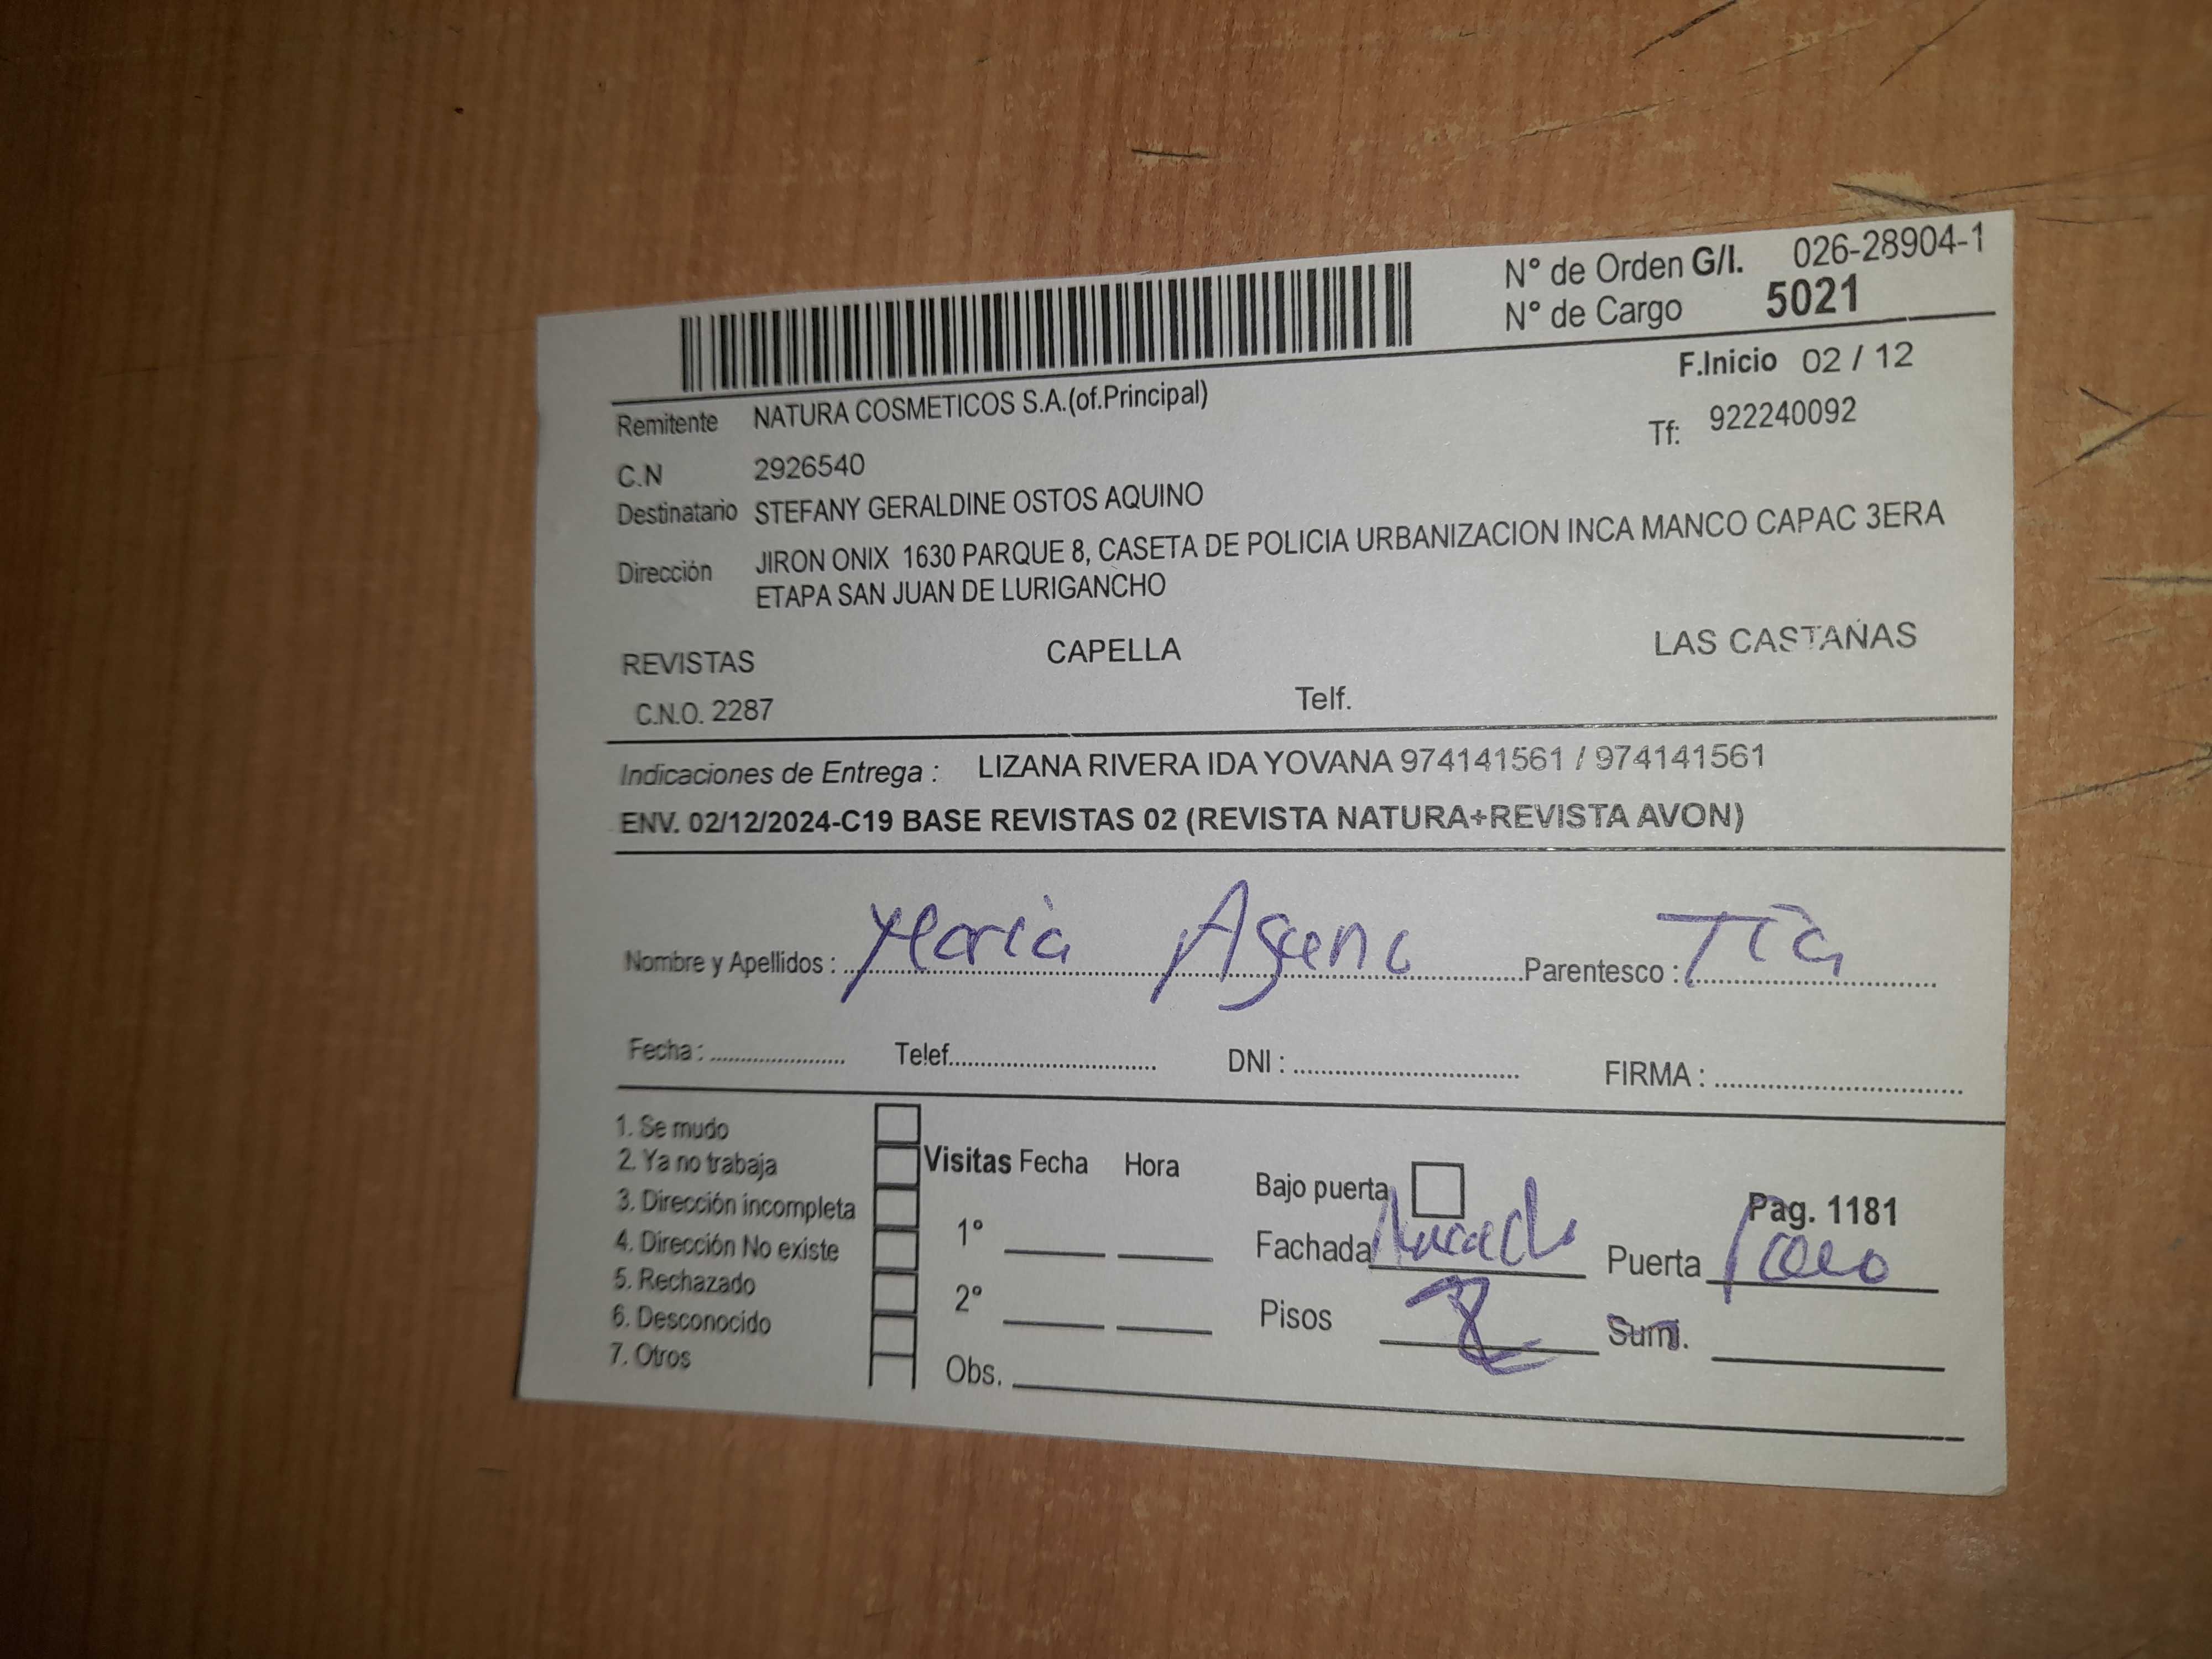 N° de Orden G/I. 026-28904-1
N° de Cargo 5021
F.Inicio 02 / 12
Remitente NATURA COSMETICOS S.A.(of.Principal)
Tf: 922240092
C.N 2926540
Destinatario STEFANY GERALDINE OSTOS AQUINO
Dirección JIRON ONIX 1630 PARQUE 8, CASETA DE POLICIA URBANIZACION INCA MANCO CAPAC 3ERA
ETAPA SAN JUAN DE LURIGANCHO
REVISTAS CAPELLA LAS CASTAÑAS
C.N.O. 2287 Telf.
Indicaciones de Entrega : LIZANA RIVERA IDA YOVANA 974141561 / 974141561
ENV. 02/12/2024-C19 BASE REVISTAS 02 (REVISTA NATURA+REVISTA AVON)
Nombre y Apellidos : Maria Parentesco : Tia
Fecha : Telef. DNI : FIRMA :
1. Se mudo
2. Ya no trabaja
3. Dirección incompleta
4. Dirección No existe
5. Rechazado
6. Desconocido
7. Otros
Visitas Fecha Hora
1°
2°
Obs.
Bajo puerta
Pag. 1181
Fachada Puerta
Pisos 2 Sumi.